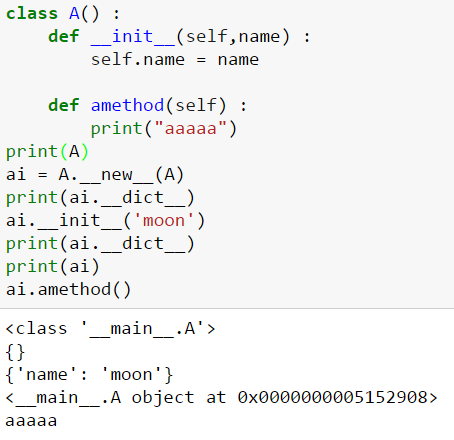 class A() :
    def __init__(self,name) :
        self.name = name

    def amethod(self) :
        print("aaaaa")
print(A)
ai = A.__new__(A)
print(ai.__dict__)
ai.__init__('moon')
print(ai.__dict__)
print(ai)
ai.amethod()
<class '__main__.A'>
{}
{'name': 'moon'}
<__main__.A object at 0x0000000005152908>
aaaaa